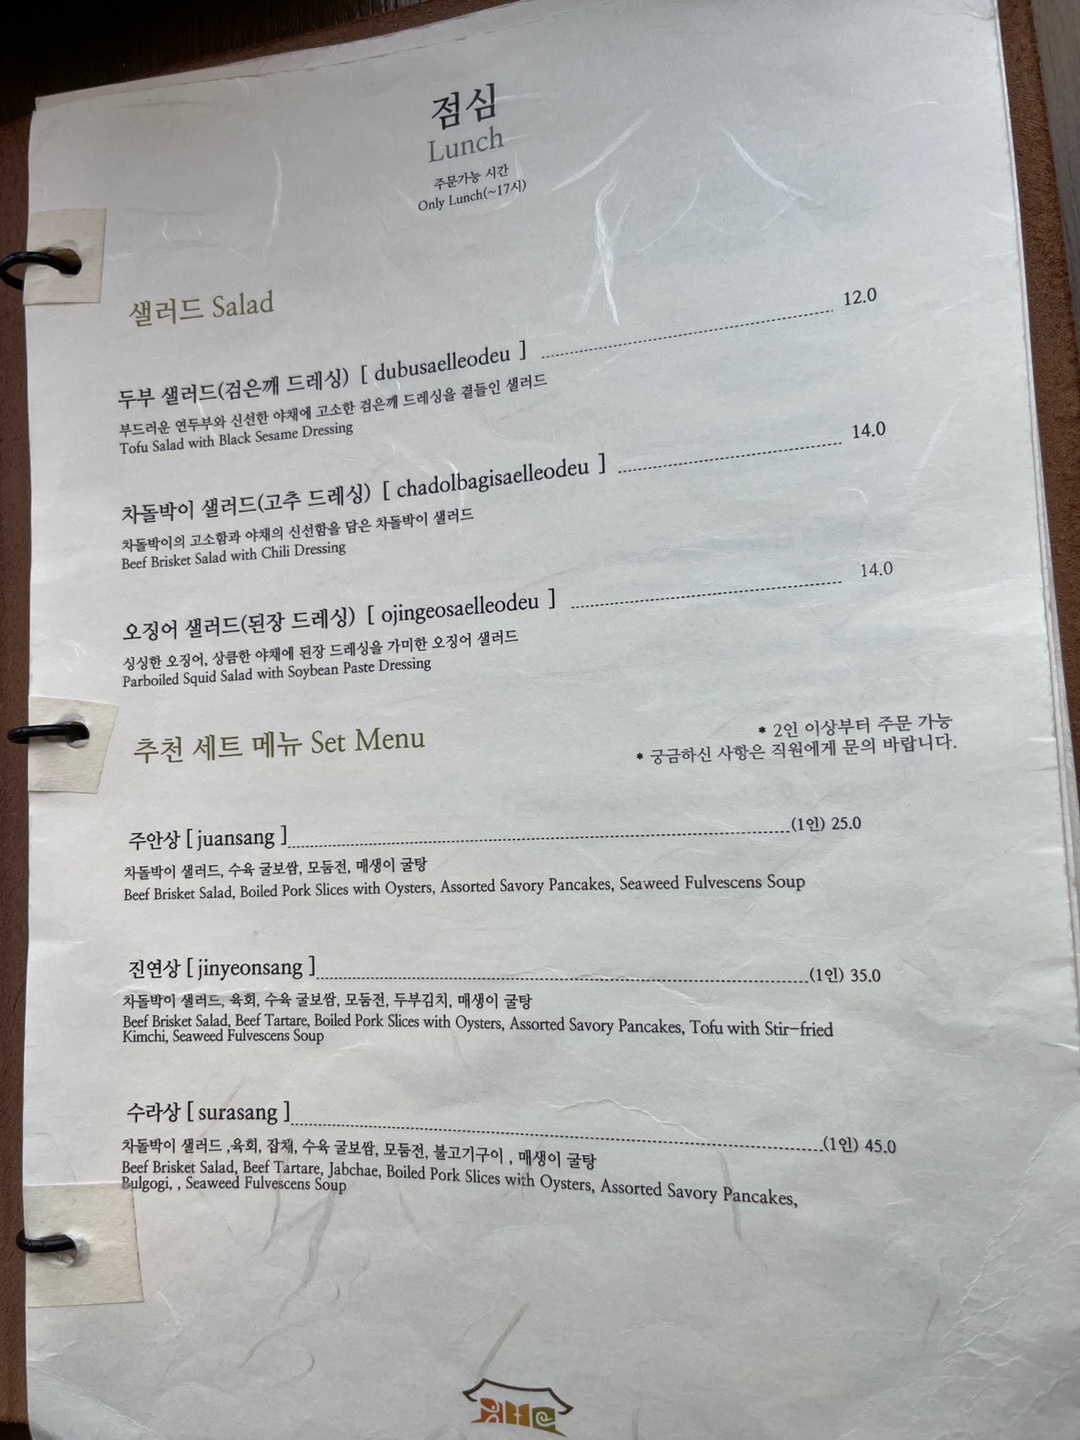 점심
Lunch
주문가능 시간
Only Lunch(~17시)
샐러드 Salad
두부 샐러드(검은깨 드레싱) [ dubusaelleodeu ] 12.0
부드러운 연두부와 신선한 야채에 고소한 검은깨 드레싱을 곁들인 샐러드
Tofu Salad with Black Sesame Dressing
차돌박이 샐러드(고추 드레싱) [ chadolbagisaelleodeu ] 14.0
차돌박이의 고소함과 야채의 신선함을 담은 차돌박이 샐러드
Beef Brisket Salad with Chili Dressing
오징어 샐러드(된장 드레싱) [ ojingeosaelleodeu ] 14.0
싱싱한 오징어, 상큼한 야채에 된장 드레싱을 가미한 오징어 샐러드
Parboiled Squid Salad with Soybean Paste Dressing
추천 세트 메뉴 Set Menu
* 2인 이상부터 주문 가능
* 궁금하신 사항은 직원에게 문의 바랍니다.
주안상 [ juansang ] (1인) 25.0
차돌박이 샐러드, 수육 굴보쌈, 모둠전, 매생이 굴탕
Beef Brisket Salad, Boiled Pork Slices with Oysters, Assorted Savory Pancakes, Seaweed Fulvescens Soup
진연상 [ jinyeonsang ] (1인) 35.0
차돌박이 샐러드, 육회, 수육 굴보쌈, 모둠전, 두부김치, 매생이 굴탕
Beef Brisket Salad, Beef Tartare, Boiled Pork Slices with Oysters, Assorted Savory Pancakes, Tofu with Stir-fried
Kimchi, Seaweed Fulvescens Soup
수라상 [ surasang ] (1인) 45.0
차돌박이 샐러드 ,육회, 잡채, 수육 굴보쌈, 모둠전, 불고기구이 , 매생이 굴탕
Beef Brisket Salad, Beef Tartare, Jabchae, Boiled Pork Slices with Oysters, Assorted Savory Pancakes,
Bulgogi, , Seaweed Fulvescens Soup